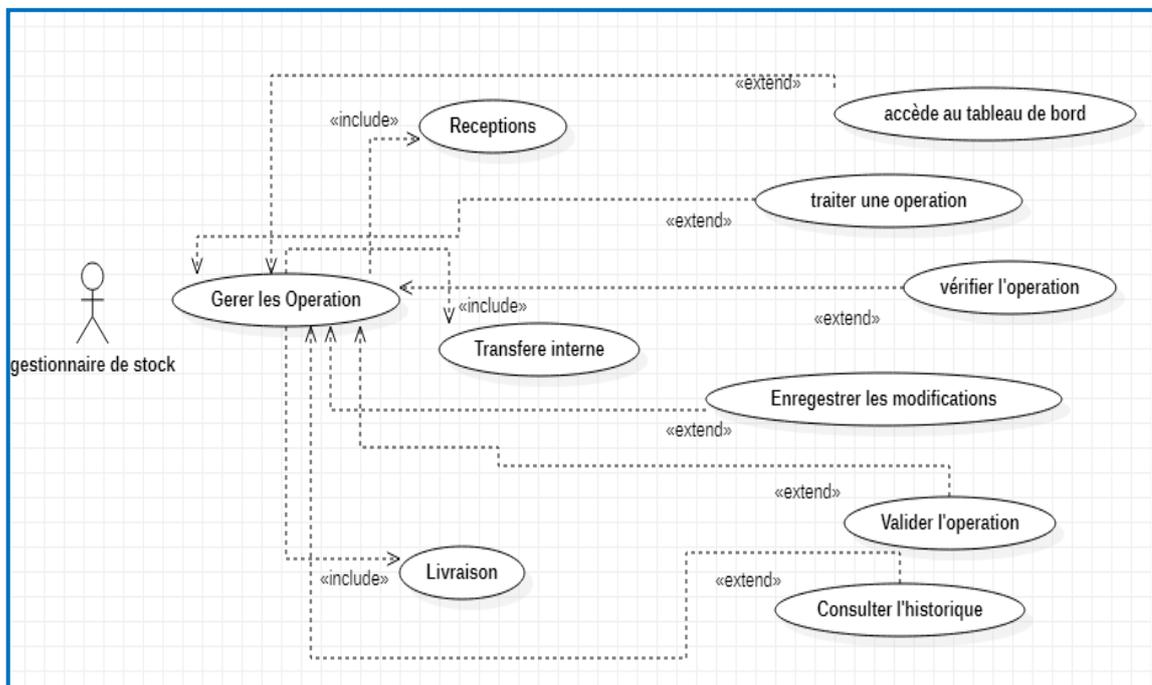 «extend»
accède au tableau de bord
«include»
Receptions
traiter une operation
«extend»
vérifier l'operation
Gerer les Operation
«include»
«extend»
Transfere interne
gestionnaire de stock
Enregestrer les modifications
«extend»
«extend»
Valider l'operation
Livraison
«include»
«extend»
Consulter l'historique